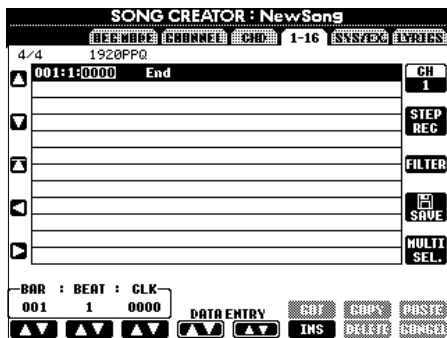 SONG CREATOR : NewSong
REC MODE CHANNEL CHD 1-16 SYS/EX. LYRICS
4/4 1920PPQ
001:1:0000 End
CH
1
STEP
REC
FILTER
SAVE
MULTI
SEL.
BAR : BEAT : CLK
001 1 0000
DATA ENTRY
CUT COPY PASTE
INS DELETE CANCEL